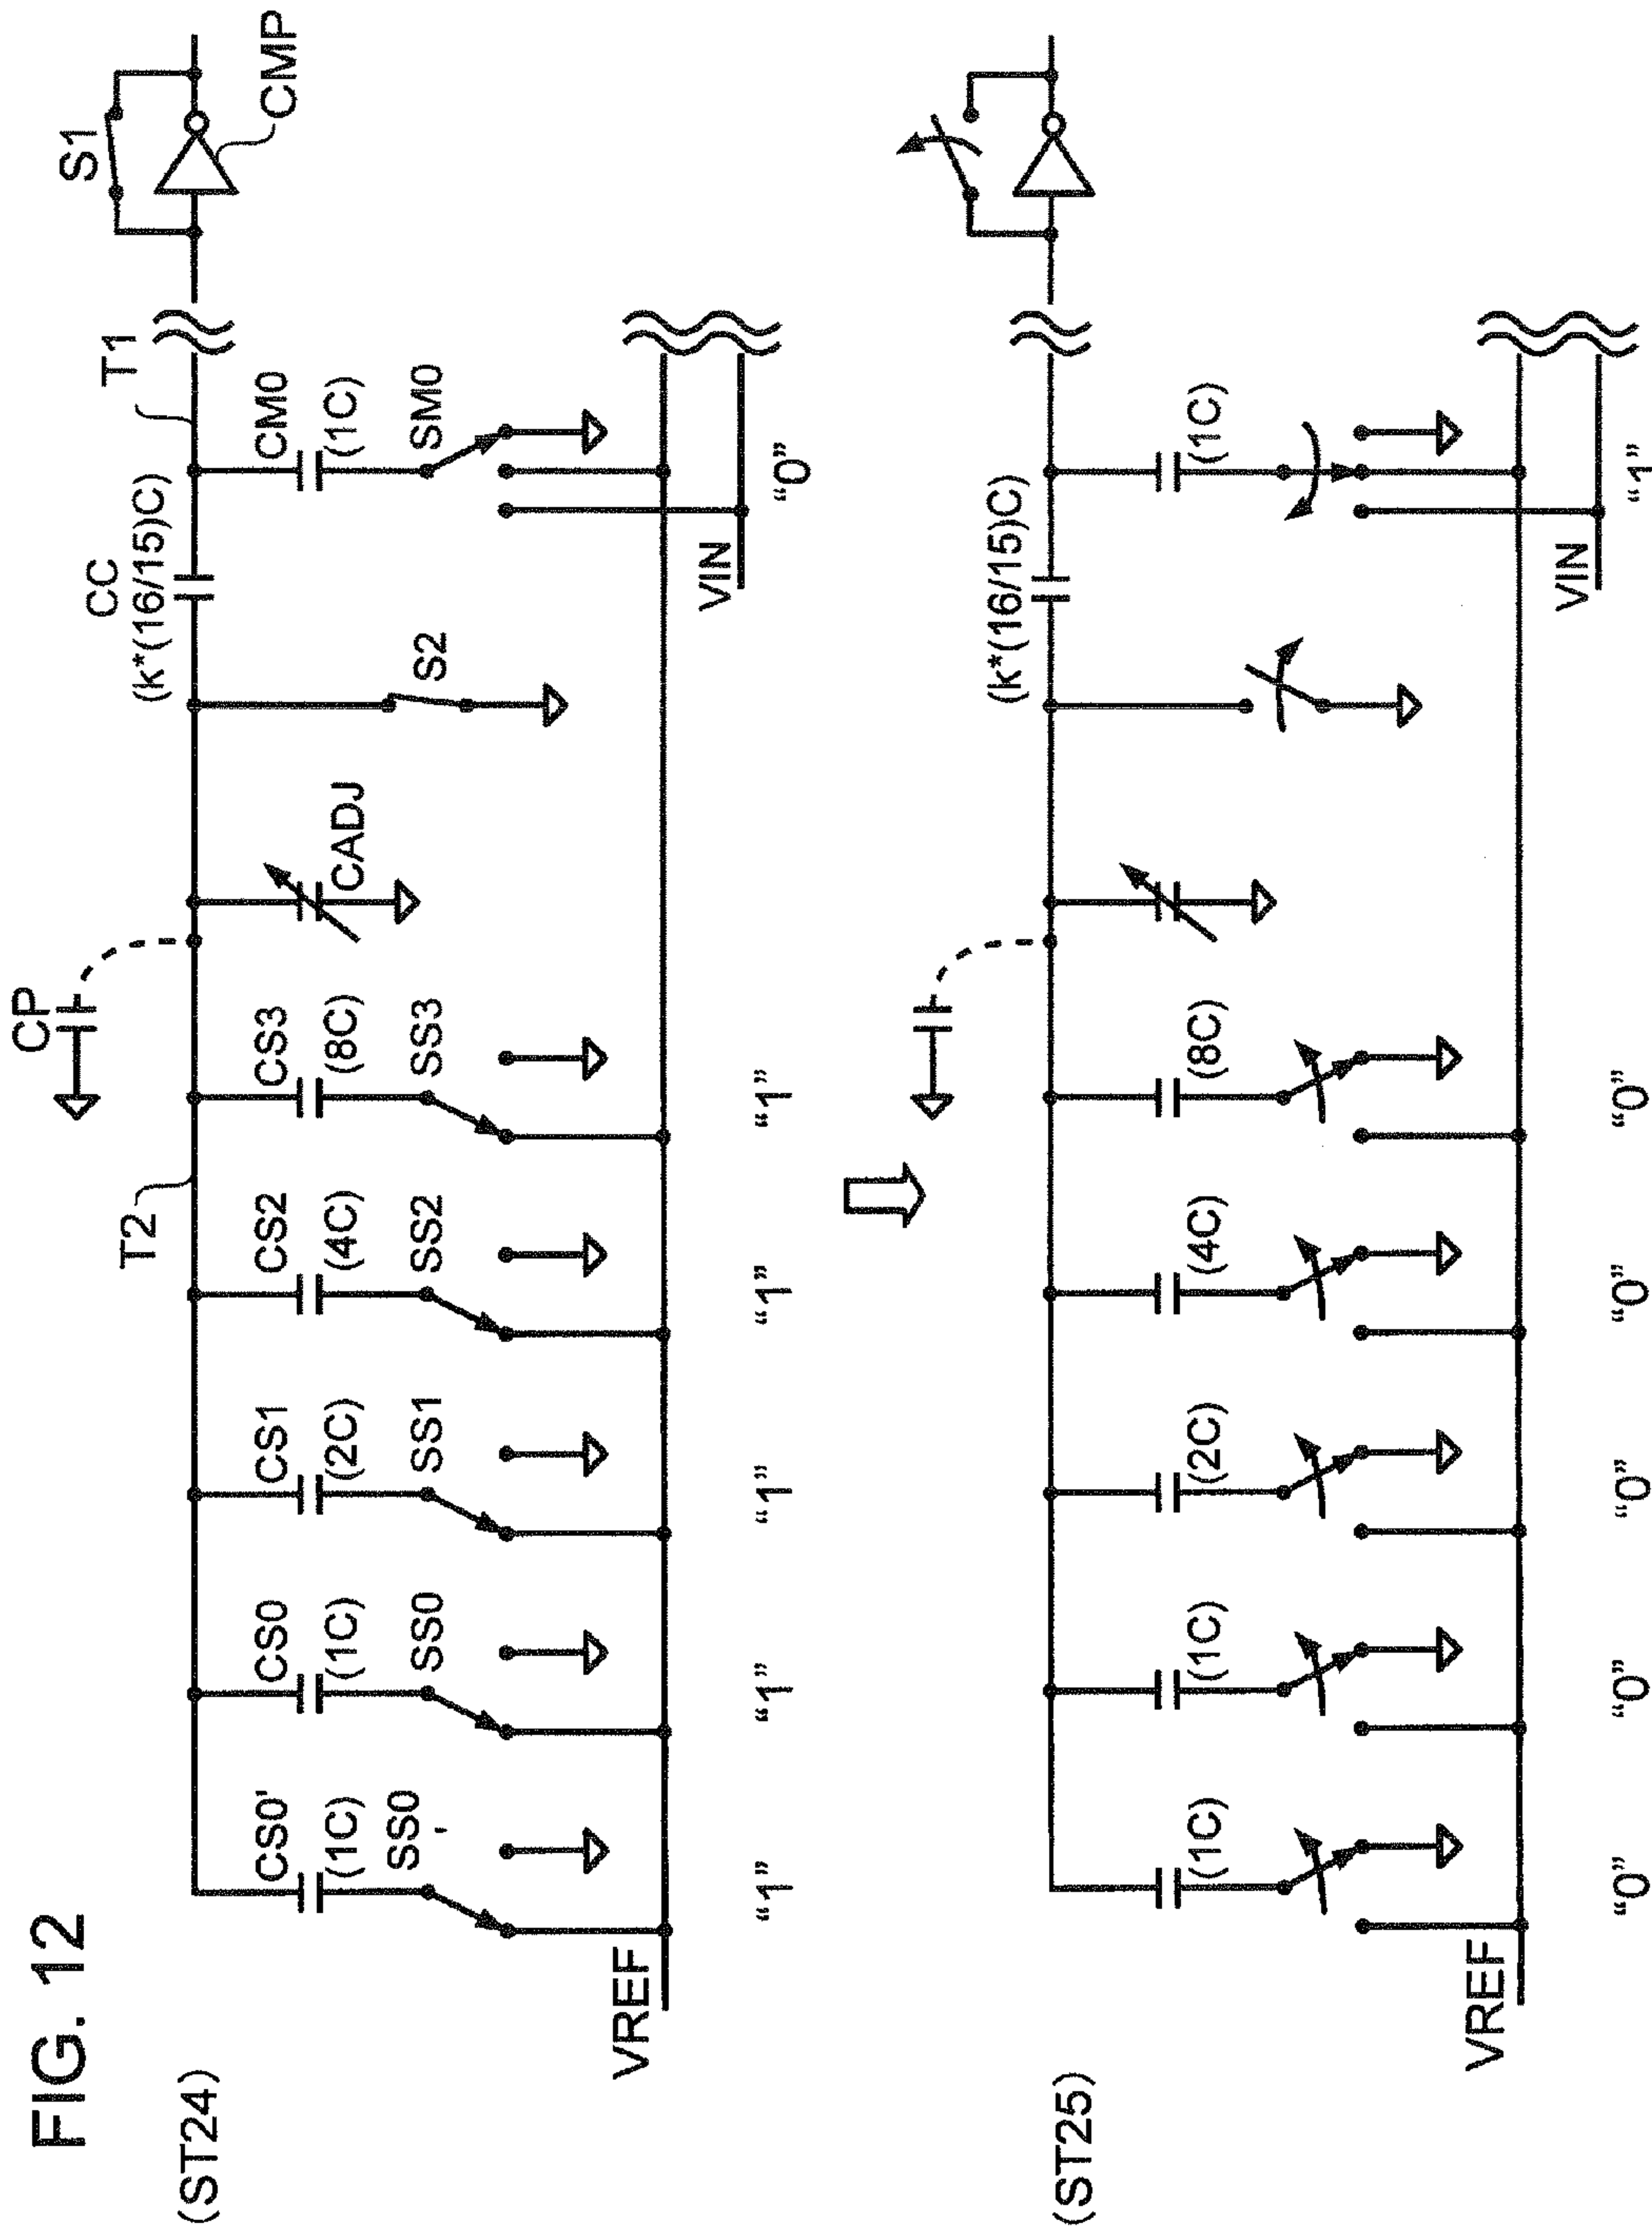 FIG. 12
(ST24)
CP
T2
CC
(k*(16/15)C)
T1
S1
CMP
CS0'
(1C)
SS0'
CS0
(1C)
SS0
CS1
(2C)
SS1
CS2
(4C)
SS2
CS3
(8C)
SS3
CADJ
S2
CM0
(1C)
SM0
VREF
VIN
“1”
“1”
“1”
“1”
“1”
“0”
(ST25)
(k*(16/15)C)
(1C)
(1C)
(2C)
(4C)
(8C)
(1C)
VREF
VIN
“0”
“0”
“0”
“0”
“0”
“1”